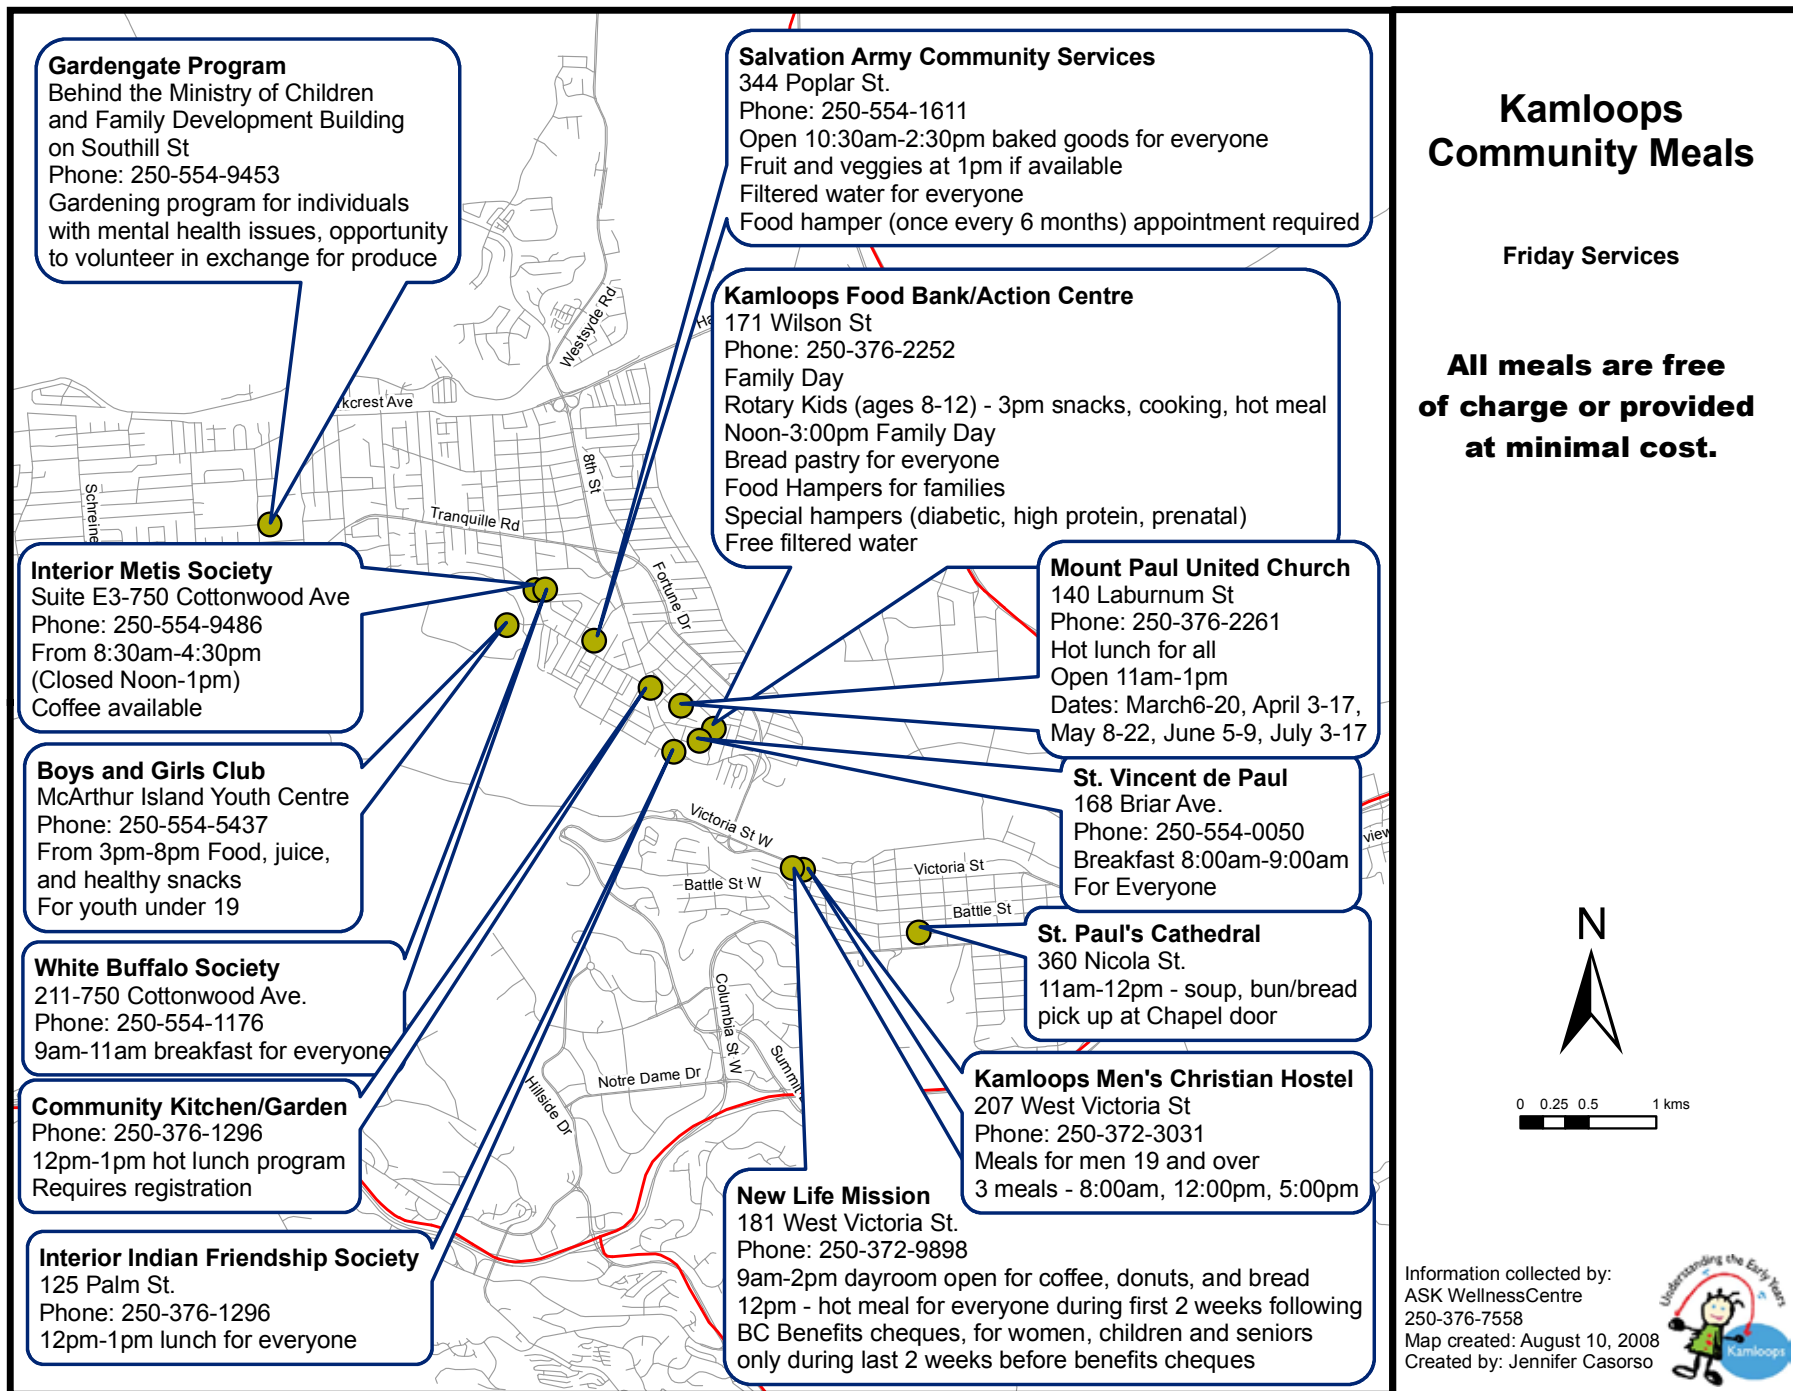 Gardengate Program
Behind the Ministry of Children
and Family Development Building
on Southill St
Phone: 250-554-9453
Gardening program for individuals
with mental health issues, opportunity
to volunteer in exchange for produce
Salvation Army Community Services
344 Poplar St.
Phone: 250-554-1611
Open 10:30am-2:30pm baked goods for everyone
Fruit and veggies at 1pm if available
Filtered water for everyone
Food hamper (once every 6 months) appointment required
Kamloops Food Bank/Action Centre
171 Wilson St
Phone: 250-376-2252
Family Day
Rotary Kids (ages 8-12) - 3pm snacks, cooking, hot meal
Noon-3:00pm Family Day
Bread pastry for everyone
Food Hampers for families
Special hampers (diabetic, high protein, prenatal)
Free filtered water
Interior Metis Society
Suite E3-750 Cottonwood Ave
Phone: 250-554-9486
From 8:30am-4:30pm
(Closed Noon-1pm)
Coffee available
Mount Paul United Church
140 Laburnum St
Phone: 250-376-2261
Hot lunch for all
Open 11am-1pm
Dates: March6-20, April 3-17,
May 8-22, June 5-9, July 3-17
Boys and Girls Club
McArthur Island Youth Centre
Phone: 250-554-5437
From 3pm-8pm Food, juice,
and healthy snacks
For youth under 19
St. Vincent de Paul
168 Briar Ave.
Phone: 250-554-0050
Breakfast 8:00am-9:00am
For Everyone
White Buffalo Society
211-750 Cottonwood Ave.
Phone: 250-554-1176
9am-11am breakfast for everyone
St. Paul's Cathedral
360 Nicola St.
11am-12pm - soup, bun/bread
pick up at Chapel door
Community Kitchen/Garden
Phone: 250-376-1296
12pm-1pm hot lunch program
Requires registration
Kamloops Men's Christian Hostel
207 West Victoria St
Phone: 250-372-3031
Meals for men 19 and over
3 meals - 8:00am, 12:00pm, 5:00pm
Interior Indian Friendship Society
125 Palm St.
Phone: 250-376-1296
12pm-1pm lunch for everyone
New Life Mission
181 West Victoria St.
Phone: 250-372-9898
9am-2pm dayroom open for coffee, donuts, and bread
12pm - hot meal for everyone during first 2 weeks following
BC Benefits cheques, for women, children and seniors
only during last 2 weeks before benefits cheques
Westsyde Rd
Ha
kcrest Ave
8th St
Schreine
Tranquille Rd
Fortune Dr
Victoria St W
Victoria St
view
Battle St W
Battle St
Columbia St W
Summit
Notre Dame Dr
Hillside Dr
Kamloops
Community Meals
Friday Services
All meals are free
of charge or provided
at minimal cost.
N
0 0.25 0.5 1 kms
Information collected by:
ASK WellnessCentre
250-376-7558
Map created: August 10, 2008
Created by: Jennifer Casorso
Understanding the Early Years
Kamloops